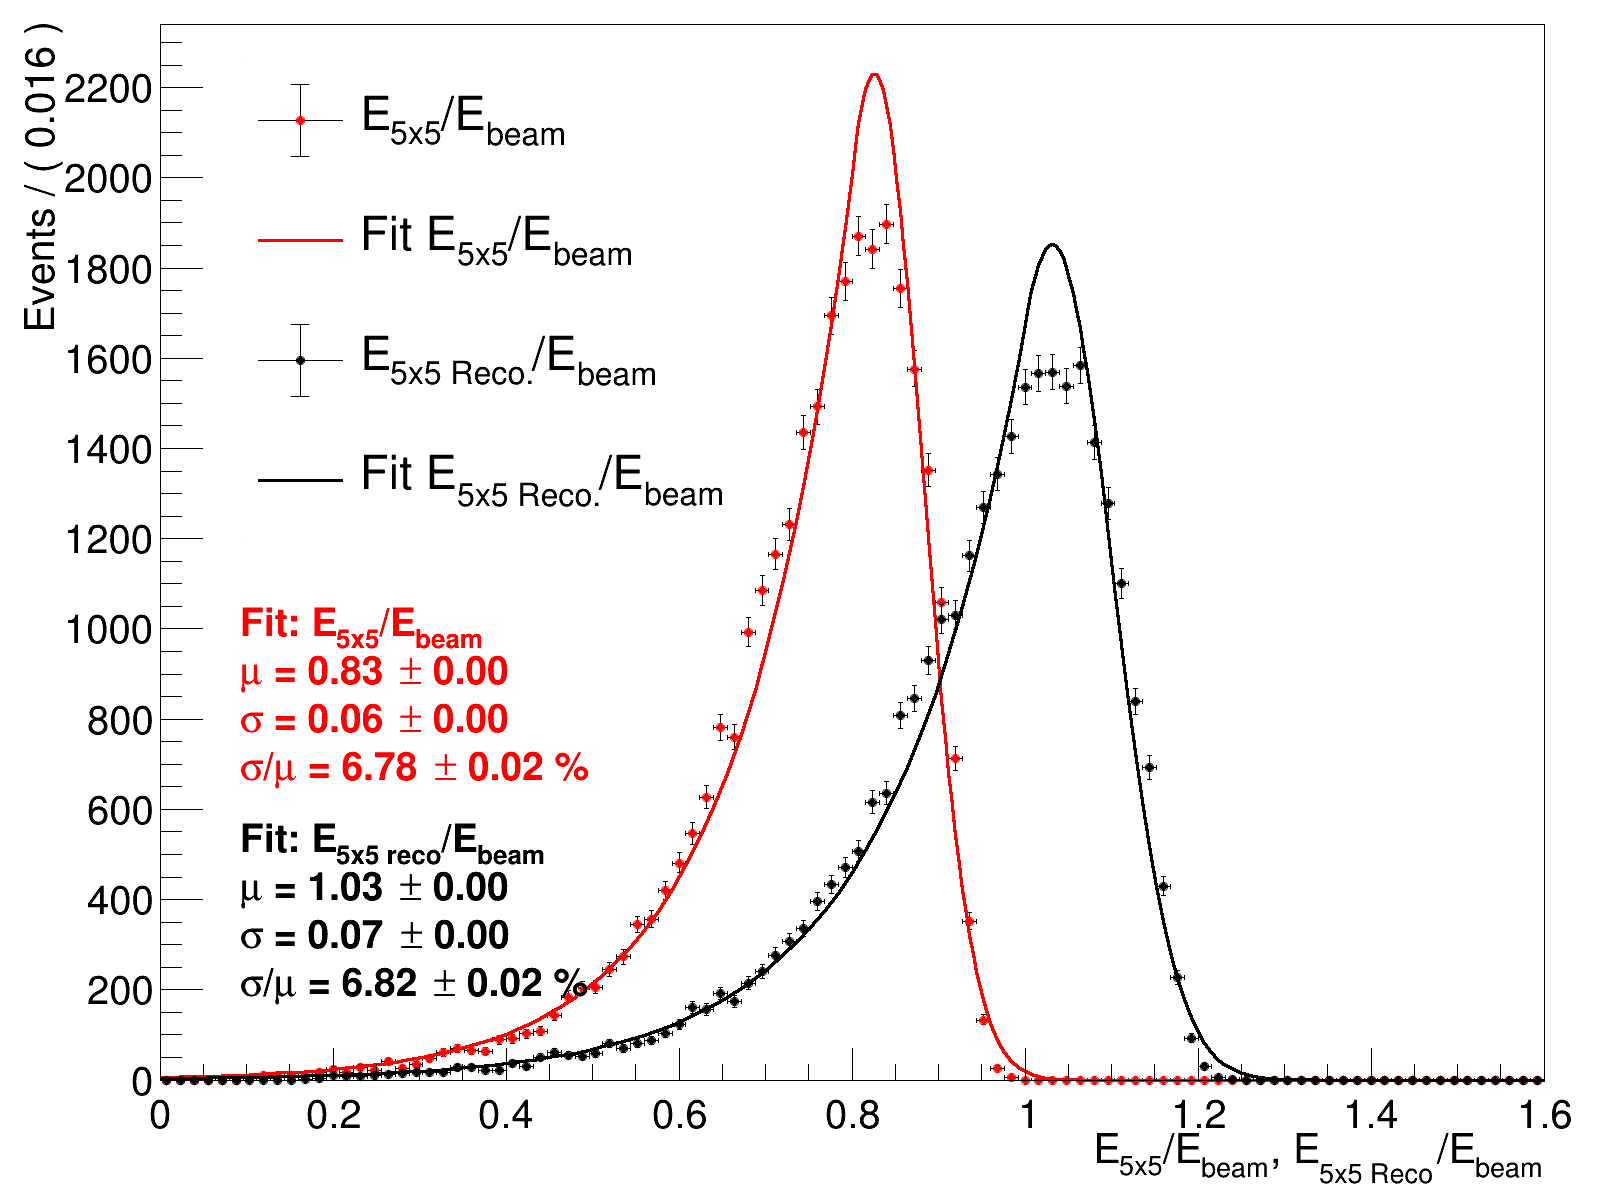 Events / ( 0.016 )
2200
2000
1800
1600
1400
1200
1000
800
600
400
200
0
E5x5/Ebeam
Fit E5x5/Ebeam
E5x5 Reco./Ebeam
Fit E5x5 Reco./Ebeam
Fit: E5x5/Ebeam
μ = 0.83 ± 0.00
σ = 0.06 ± 0.00
σ/μ = 6.78 ± 0.02 %
Fit: E5x5 reco/Ebeam
μ = 1.03 ± 0.00
σ = 0.07 ± 0.00
σ/μ = 6.82 ± 0.02 %
0 0.2 0.4 0.6 0.8 1 1.2 1.4 1.6
E5x5/Ebeam, E5x5 Reco/Ebeam